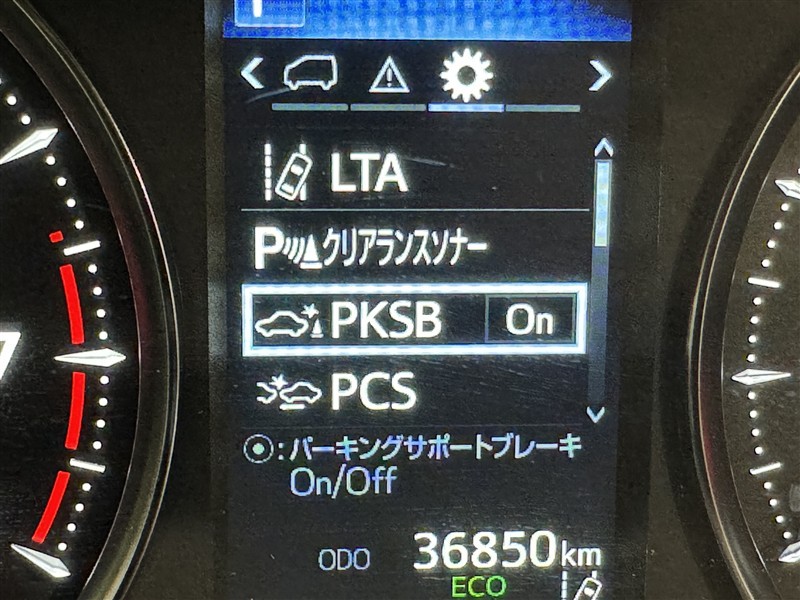 LTA
Pクリアランスソナー
PKSB On
PCS
:パーキングサポートブレーキ
On/Off
ODO 36850km
ECO